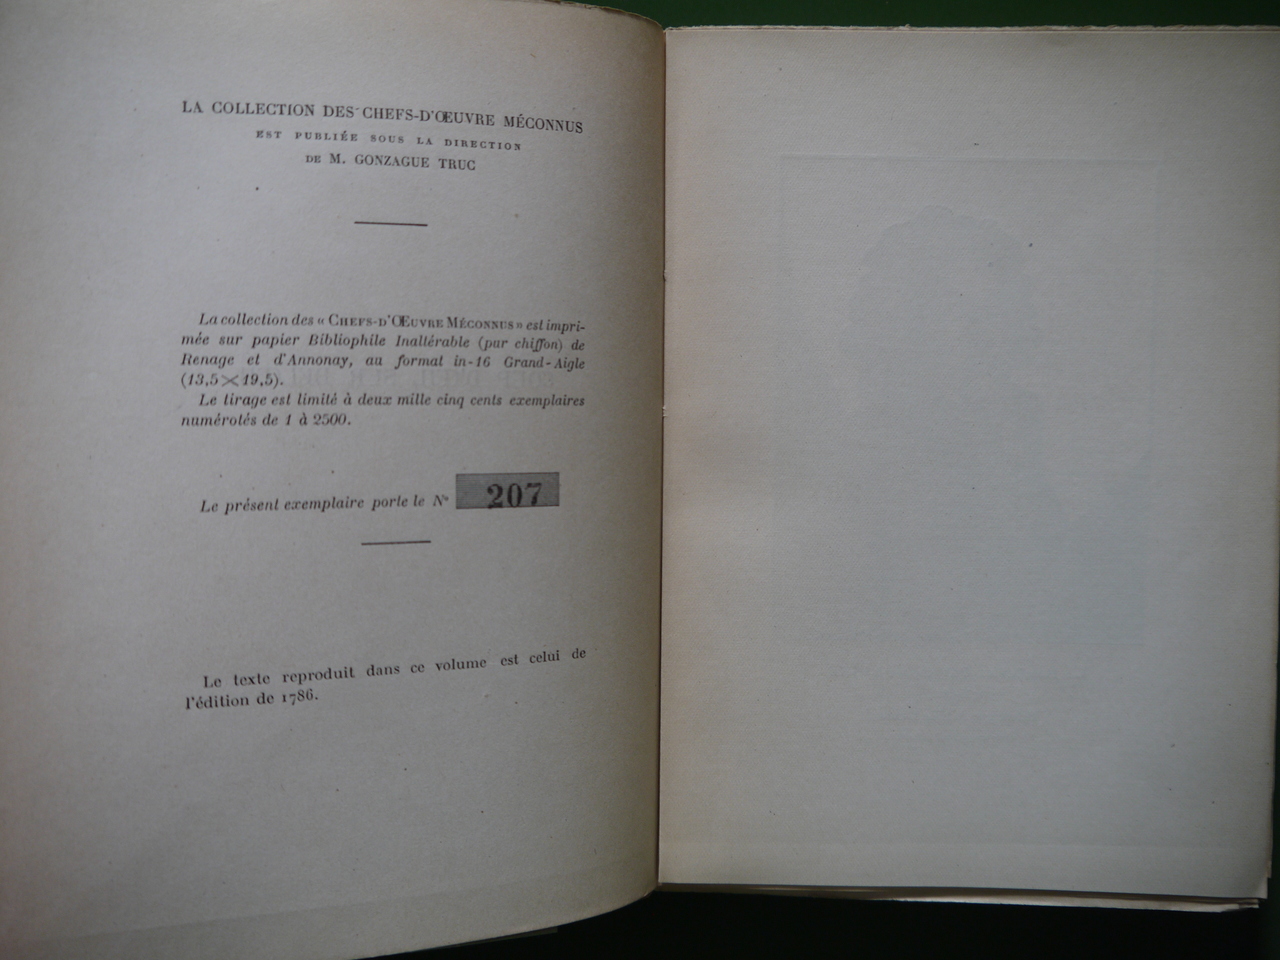 LA COLLECTION DES CHEFS-D'ŒUVRE MÉCONNUS
EST PUBLIÉE SOUS LA DIRECTION
DE M. GONZAGUE TRUC
La collection des « CHEFS-D'ŒUVRE MÉCONNUS » est impri-
mée sur papier Bibliophile Inaltérable (pur chiffon) de
Renage et d'Annonay, au format in-16 Grand-Aigle
(13,5×19,5).
Le tirage est limité à deux mille cinq cents exemplaires
numérotés de 1 à 2500.
Le présent exemplaire porte le N° 207
Le texte reproduit dans ce volume est celui de
l'édition de 1786.